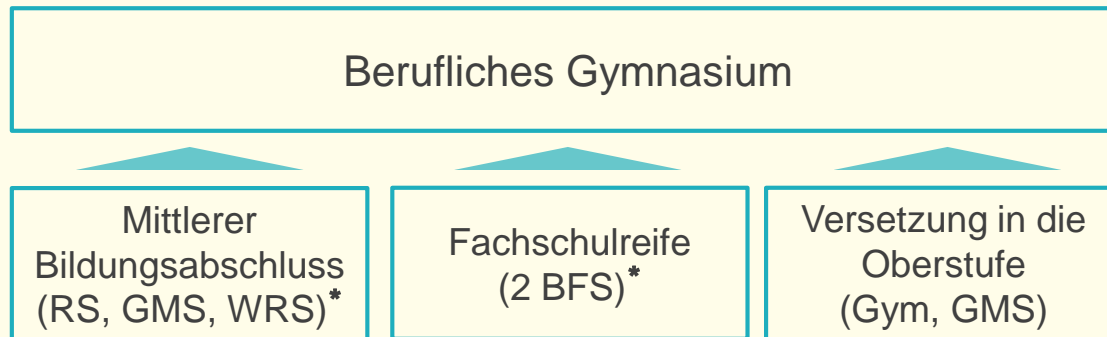 Berufliches Gymnasium
Mittlerer
Bildungsabschluss
(RS, GMS, WRS)*
Fachschulreife
(2 BFS)*
Versetzung in die
Oberstufe
(Gym, GMS)